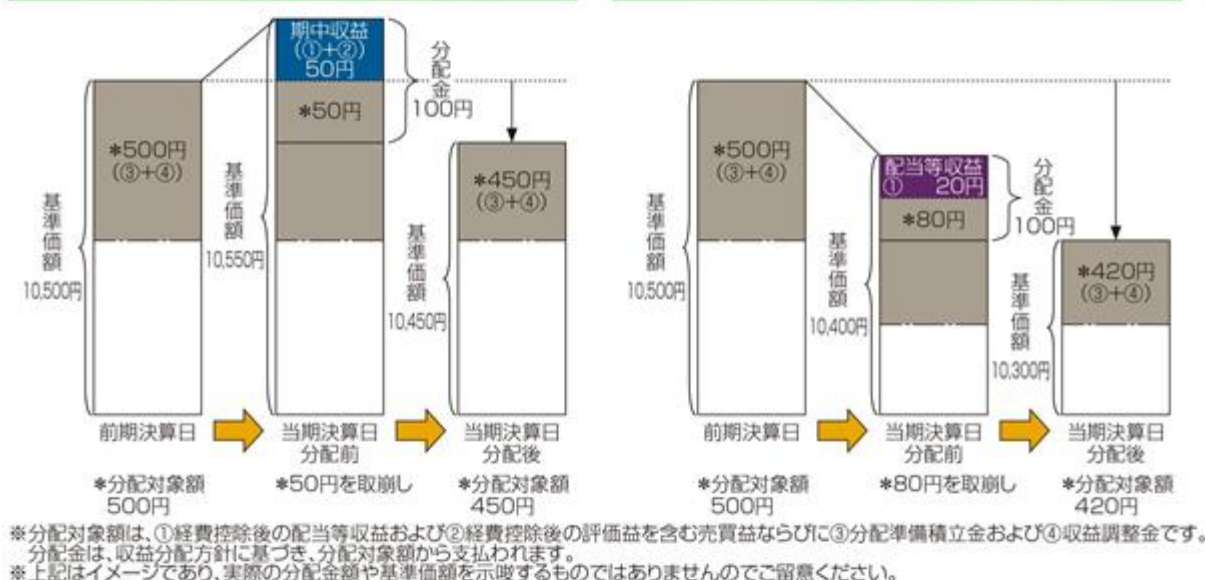 期中収益
(①+②)
50円
*50円
分配金
100円
*500円
(③+④)
*450円
(③+④)
基準価額
10,500円
基準価額
10,550円
基準価額
10,450円
前期決算日
当期決算日
分配前
当期決算日
分配後
*分配対象額
500円
*50円を取崩し
*分配対象額
450円
*500円
(③+④)
配当等収益
① 20円
*80円
分配金
100円
*420円
(③+④)
基準価額
10,500円
基準価額
10,400円
基準価額
10,300円
前期決算日
当期決算日
分配前
当期決算日
分配後
*分配対象額
500円
*80円を取崩し
*分配対象額
420円
※分配対象額は、①経費控除後の配当等収益および②経費控除後の評価益を含む売買益ならびに③分配準備積立金および④収益調整金です。
分配金は、収益分配方針に基づき、分配対象額から支払われます。
※上記はイメージであり、実際の分配金額や基準価額を示唆するものではありませんのでご留意ください。